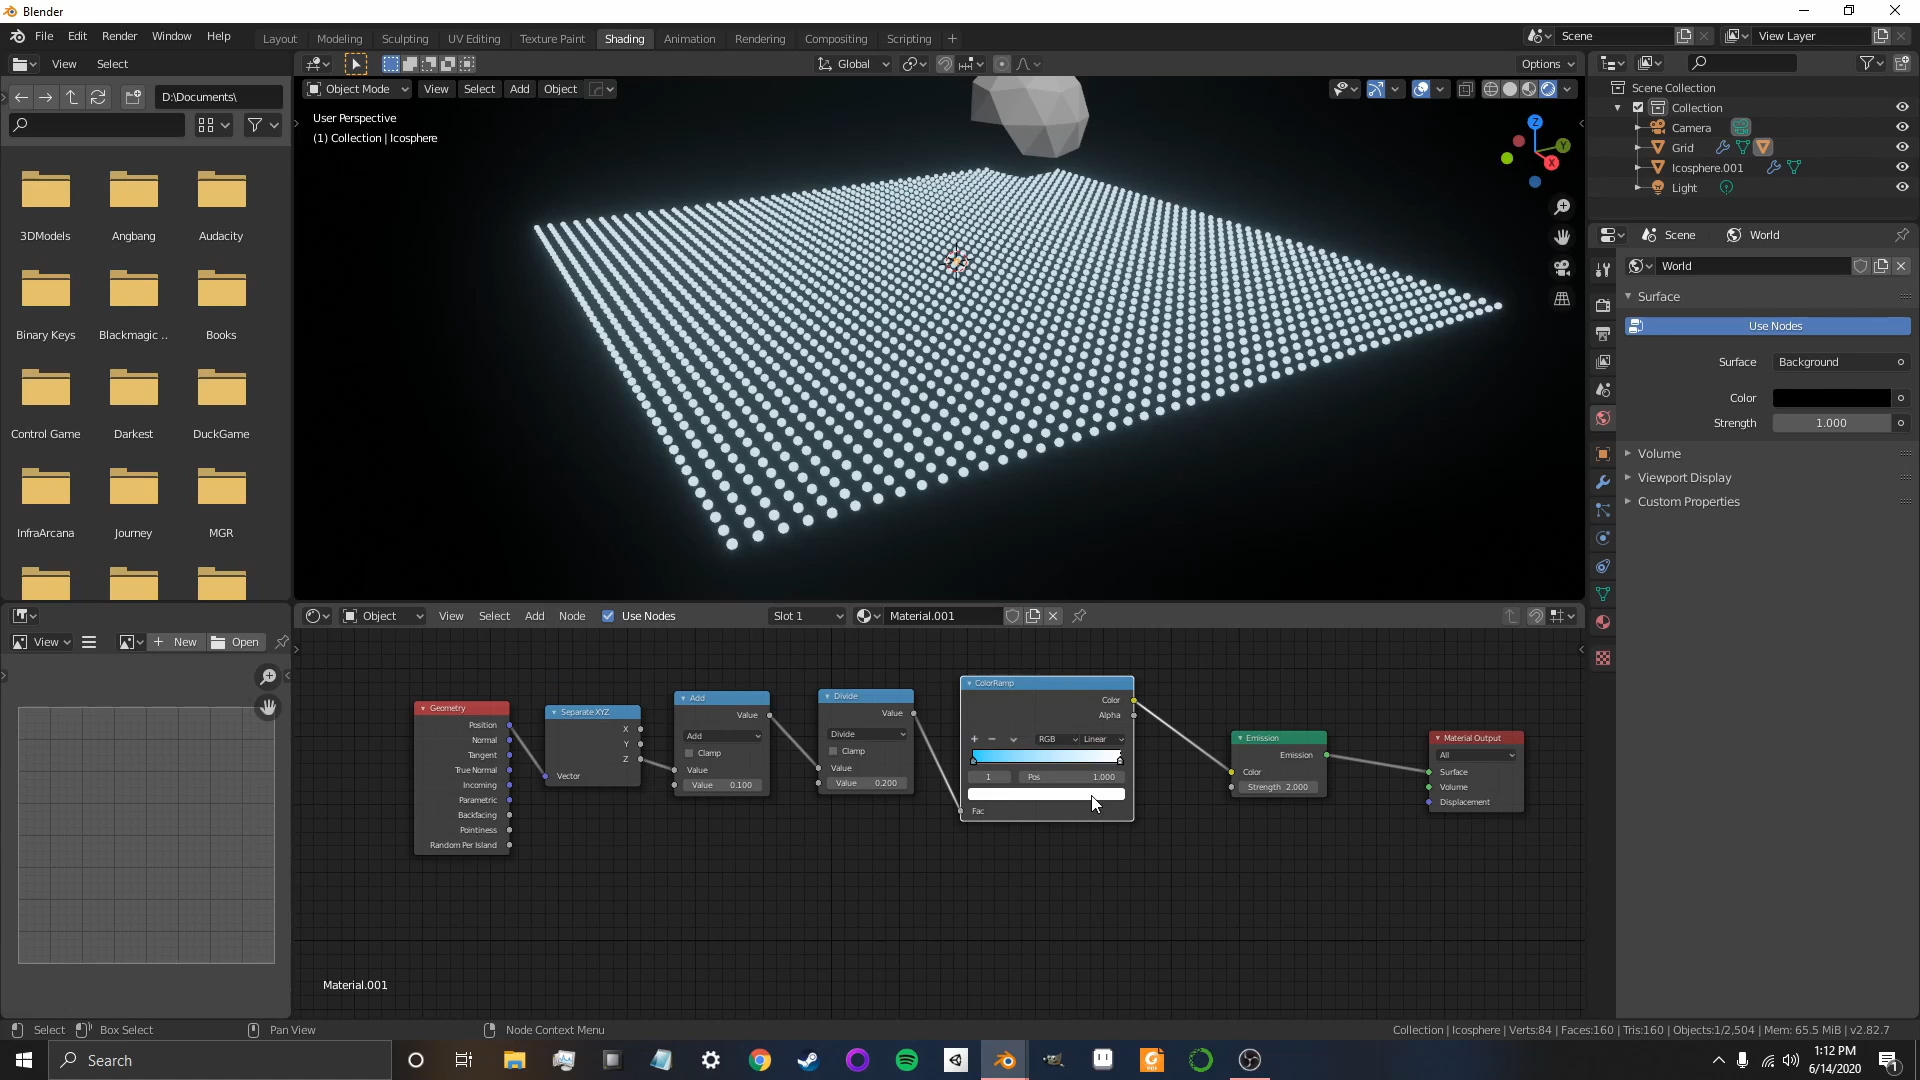 Blender
File Edit Render Window Help
Layout Modeling Sculpting UV Editing Texture Paint Shading Animation Rendering Compositing Scripting
Scene
View Layer
View Select
Global
Options
D:\Documents\
Object Mode View Select Add Object
User Perspective
(1) Collection | Icosphere
Z
Y
X
Scene Collection
Collection
Camera
Grid
Icosphere.001
Light
3DModels Angbang Audacity
Binary Keys Blackmagic .. Books
Control Game Darkest DuckGame
InfraArcana Journey MGR
Scene World
World
Surface
Use Nodes
Surface Background
Color
Strength 1.000
Volume
Viewport Display
Custom Properties
Object View Select Add Node Use Nodes Slot 1 Material.001
View New Open
Geometry
Position
Normal
Tangent
True Normal
Incoming
Parametric
Backfacing
Pointiness
Random Per Island
Separate XYZ
X
Y
Z
Vector
Add
Value
Add
Clamp
Value
Value 0.100
Divide
Value
Divide
Clamp
Value
Value 0.200
ColorRamp
Color
Alpha
RGB Linear
1 Pos 1.000
Fac
Emission
Emission
Color
Strength 2.000
Material Output
All
Surface
Volume
Displacement
Material.001
Select Box Select Pan View Node Context Menu
Collection | Icosphere | Verts:84 | Faces:160 | Tris:160 | Objects:1/2,504 | Mem: 65.5 MiB | v2.82.7
Search
1:12 PM
6/14/2020
1